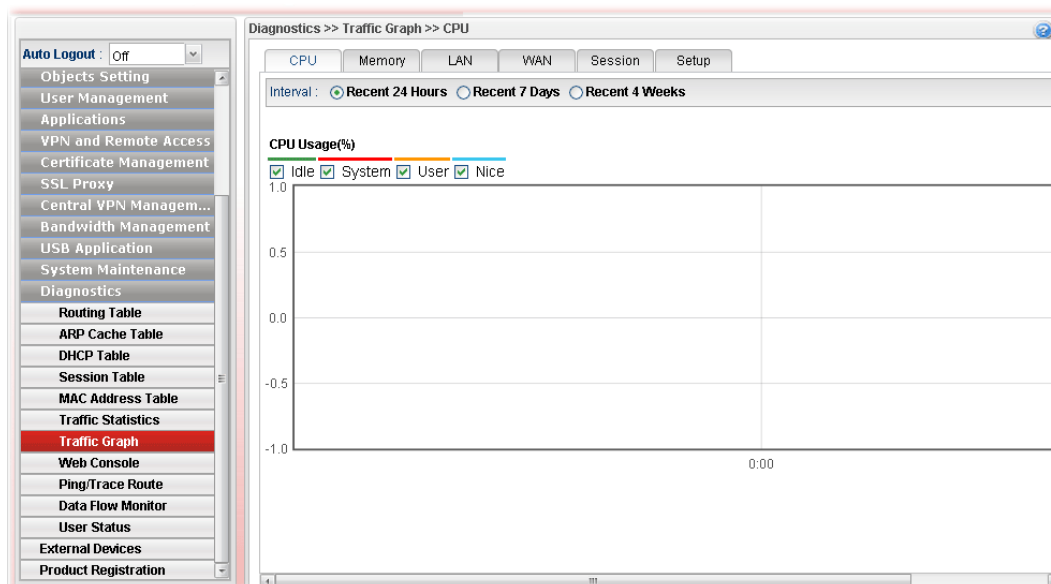 Diagnostics >> Traffic Graph >> CPU
Auto Logout : Off
Objects Setting
User Management
Applications
VPN and Remote Access
Certificate Management
SSL Proxy
Central VPN Managem...
Bandwidth Management
USB Application
System Maintenance
Diagnostics
Routing Table
ARP Cache Table
DHCP Table
Session Table
MAC Address Table
Traffic Statistics
Traffic Graph
Web Console
Ping/Trace Route
Data Flow Monitor
User Status
External Devices
Product Registration
CPU Memory LAN WAN Session Setup
Interval : Recent 24 Hours Recent 7 Days Recent 4 Weeks
CPU Usage(%)
Idle System User Nice
1.0
0.5
0.0
-0.5
-1.0
0:00